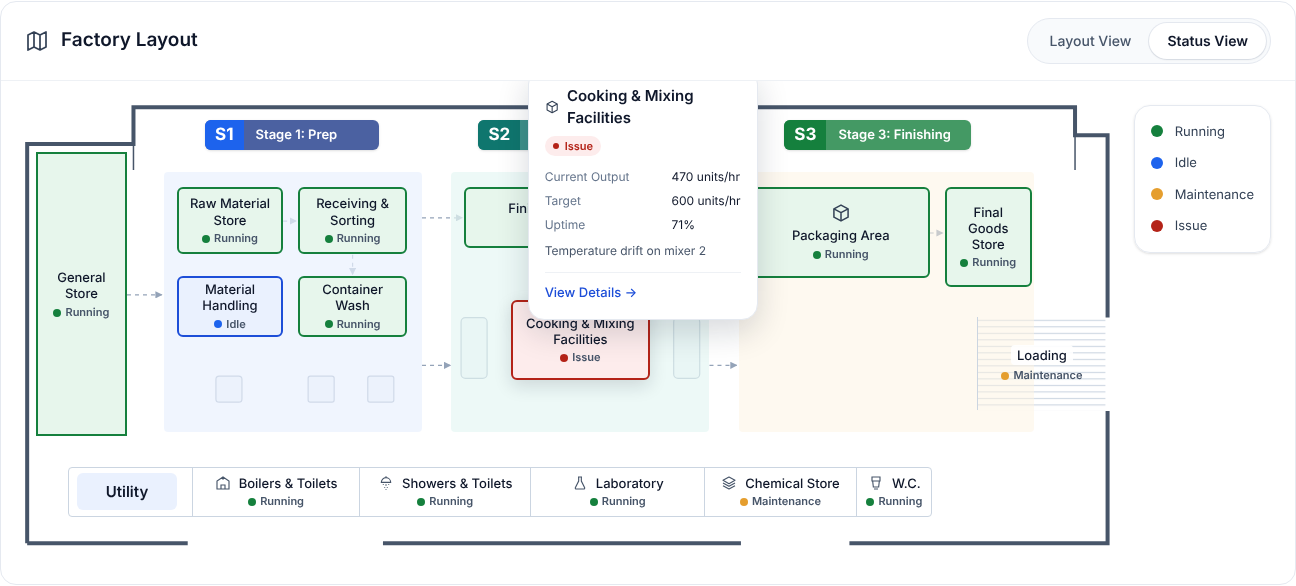 Factory Layout
Layout View
Status View
Cooking & Mixing
Facilities
Issue
Current Output 470 units/hr
Target 600 units/hr
Uptime 71%
Temperature drift on mixer 2
View Details →
S1 Stage 1: Prep
S2
S3 Stage 3: Finishing
Running
Idle
Maintenance
Issue
General
Store
Running
Raw Material
Store
Running
Receiving &
Sorting
Running
Material
Handling
Idle
Container
Wash
Running
Cooking & Mixing
Facilities
Issue
Packaging Area
Running
Final
Goods
Store
Running
Loading
Maintenance
Utility
Boilers & Toilets
Running
Showers & Toilets
Running
Laboratory
Running
Chemical Store
Maintenance
W.C.
Running